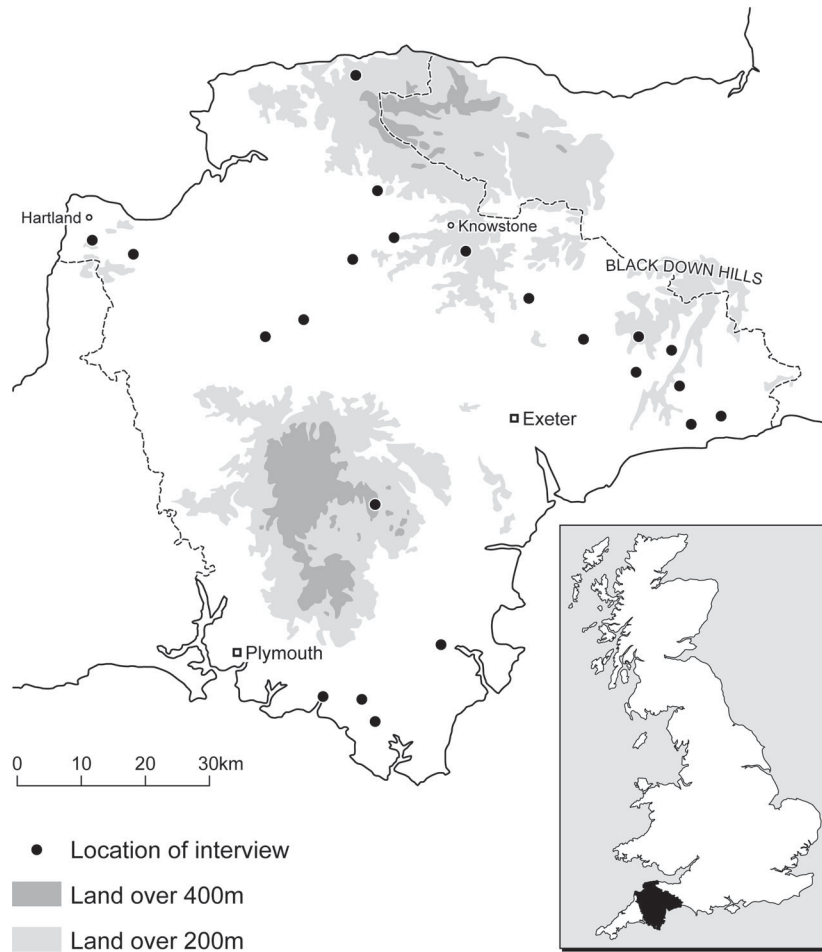 Hartland
Knowstone
BLACK DOWN HILLS
Exeter
Plymouth
0 10 20 30km
Location of interview
Land over 400m
Land over 200m